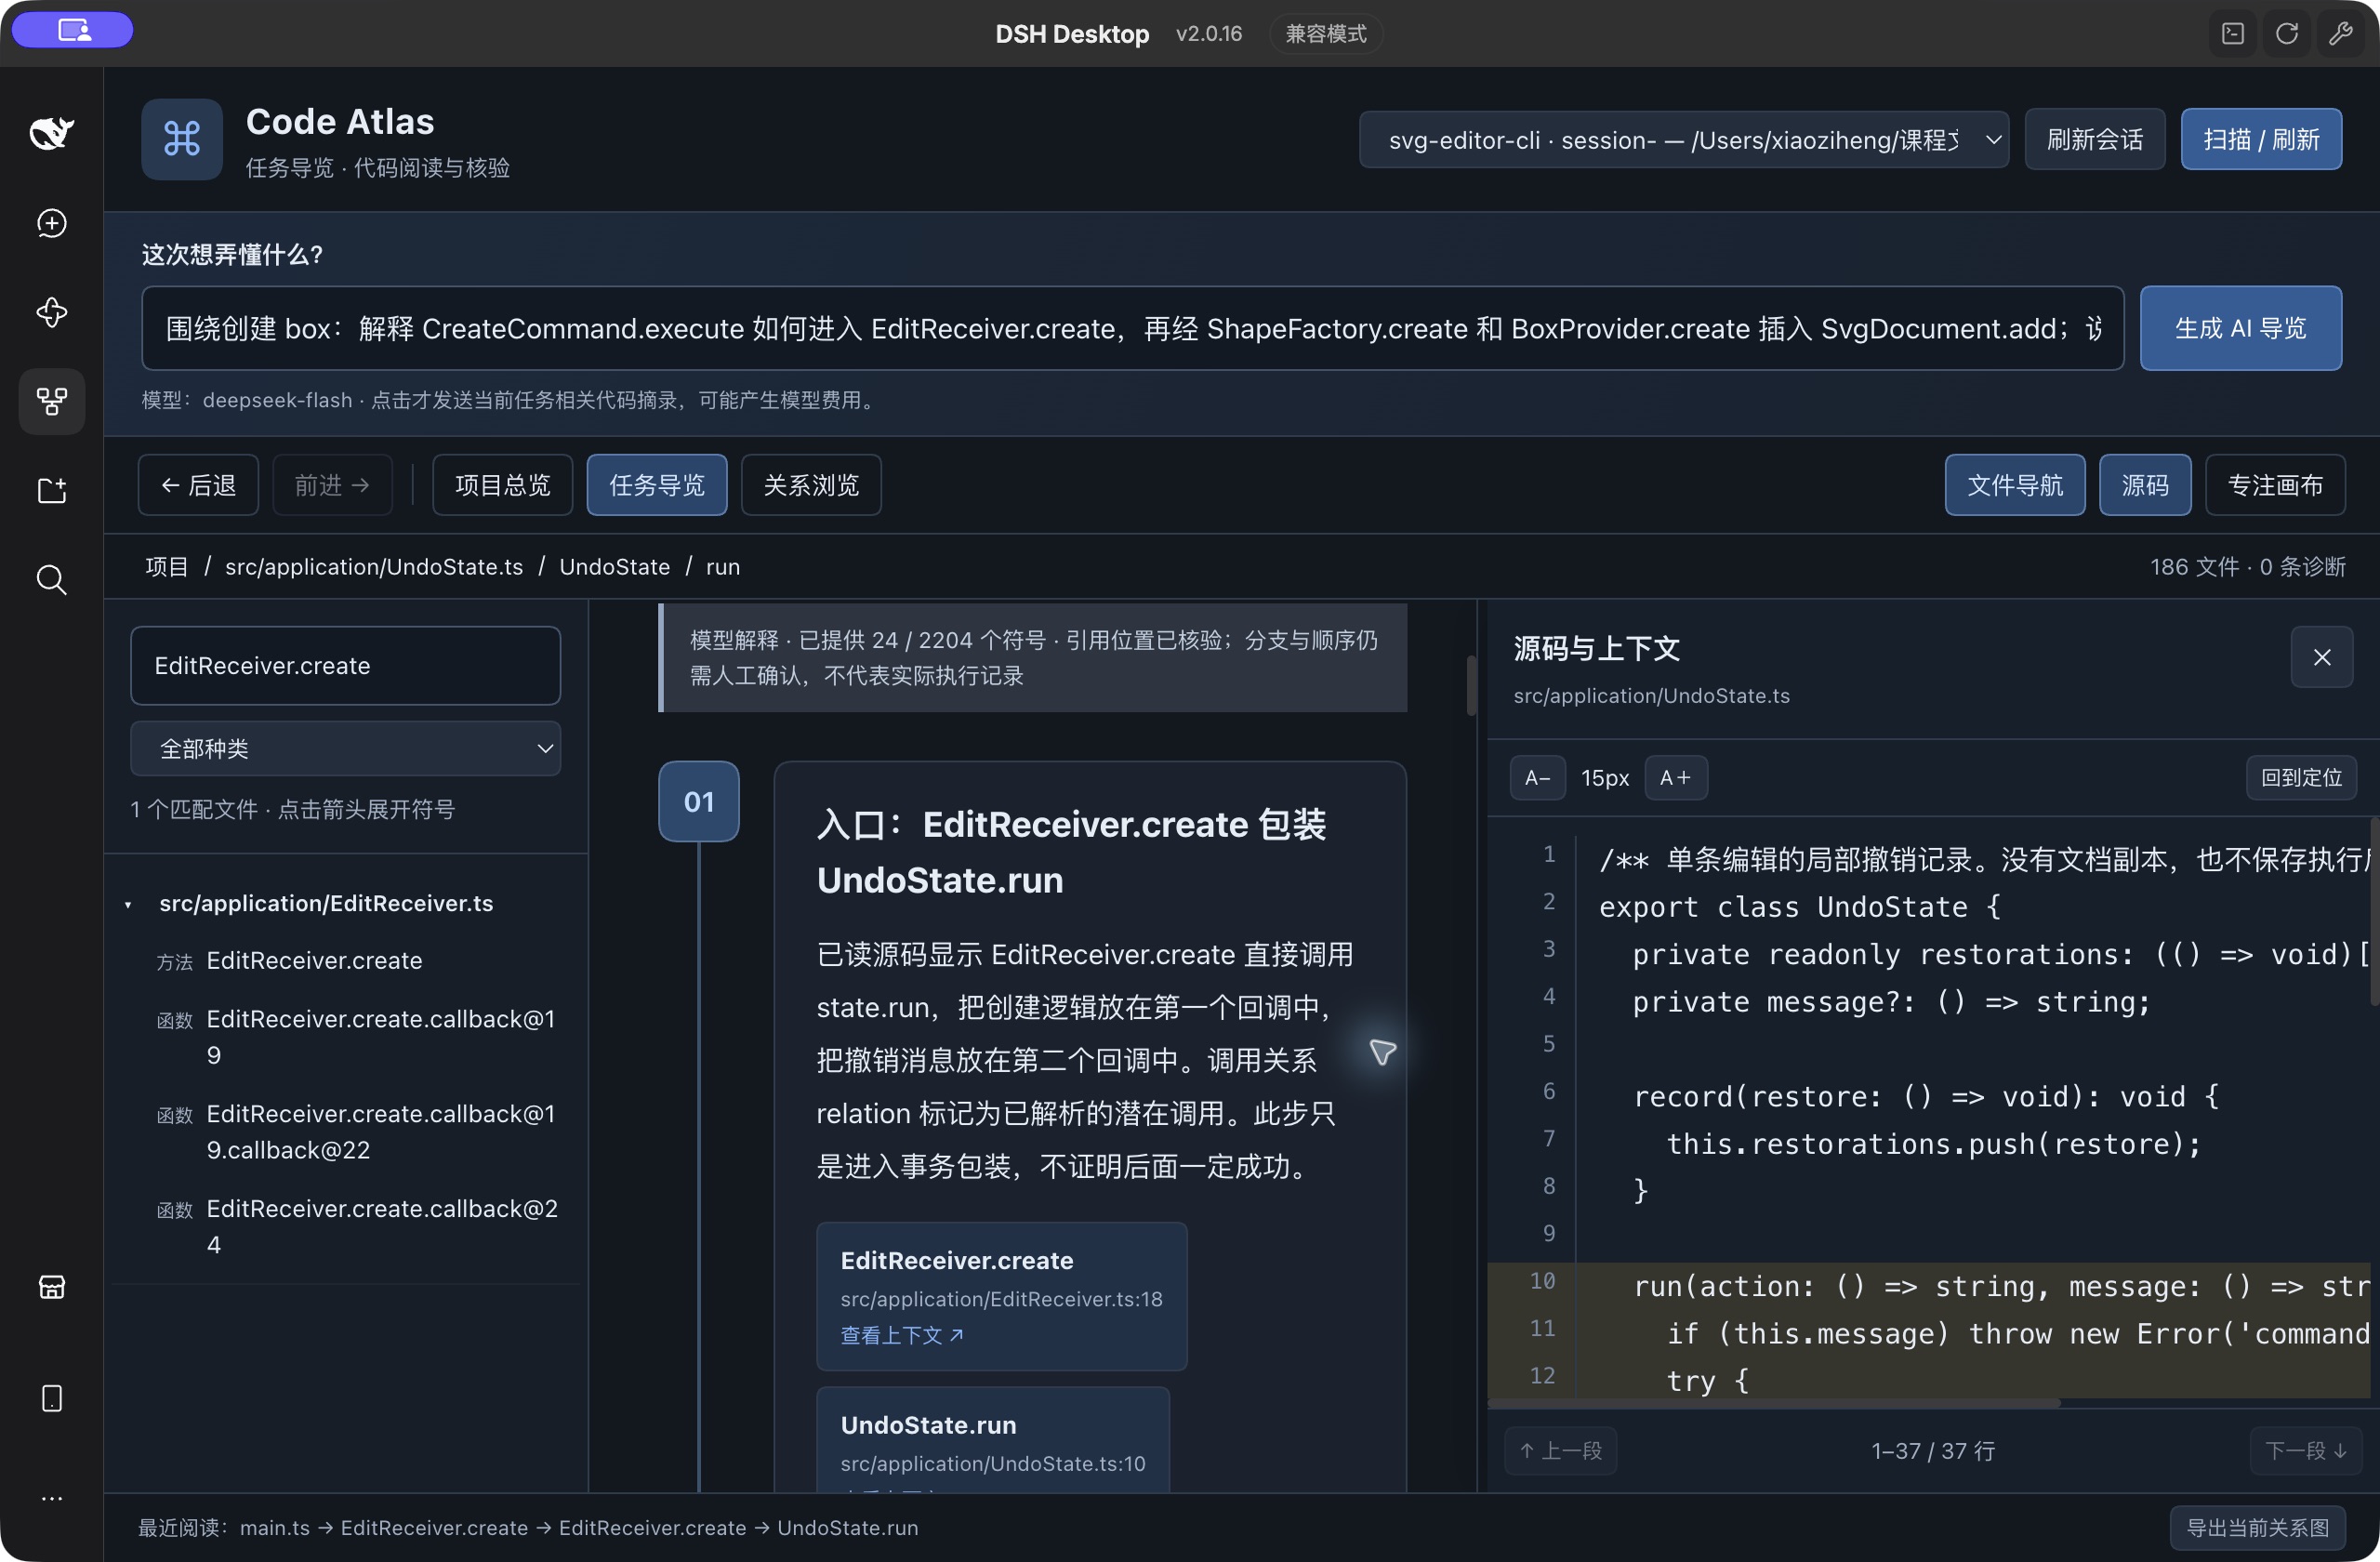 DSH Desktop v2.0.16 兼容模式
Code Atlas
任务导览 · 代码阅读与核验
svg-editor-cli · session- — /Users/xiaoziheng/课程
刷新会话
扫描 / 刷新
这次想弄懂什么？
围绕创建 box：解释 CreateCommand.execute 如何进入 EditReceiver.create，再经 ShapeFactory.create 和 BoxProvider.create 插入 SvgDocument.add；
生成 AI 导览
模型：deepseek-flash · 点击才发送当前任务相关代码摘录，可能产生模型费用。
← 后退
前进 →
项目总览
任务导览
关系浏览
文件导航
源码
专注画布
项目 / src/application/UndoState.ts / UndoState / run
186 文件 · 0 条诊断
EditReceiver.create
全部种类
1 个匹配文件 · 点击箭头展开符号
▾ src/application/EditReceiver.ts
方法 EditReceiver.create
函数 EditReceiver.create.callback@1
9
函数 EditReceiver.create.callback@1
9.callback@22
函数 EditReceiver.create.callback@2
4
模型解释 · 已提供 24 / 2204 个符号 · 引用位置已核验；分支与顺序仍
需人工确认，不代表实际执行记录
01
入口：EditReceiver.create 包装
UndoState.run
已读源码显示 EditReceiver.create 直接调用
state.run，把创建逻辑放在第一个回调中，
把撤销消息放在第二个回调中。调用关系
relation 标记为已解析的潜在调用。此步只
是进入事务包装，不证明后面一定成功。
EditReceiver.create
src/application/EditReceiver.ts:18
查看上下文 ↗
UndoState.run
src/application/UndoState.ts:10
源码与上下文
src/application/UndoState.ts
×
A−
15px
A+
回到定位
1 /** 单条编辑的局部撤销记录。没有文档副本，也不保存执行
2 export class UndoState {
3 private readonly restorations: (() => void)[
4 private message?: () => string;
5
6 record(restore: () => void): void {
7 this.restorations.push(restore);
8 }
9
10 run(action: () => string, message: () => str
11 if (this.message) throw new Error('command
12 try {
↑ 上一段
1–37 / 37 行
下一段 ↓
最近阅读：main.ts → EditReceiver.create → EditReceiver.create → UndoState.run
导出当前关系图